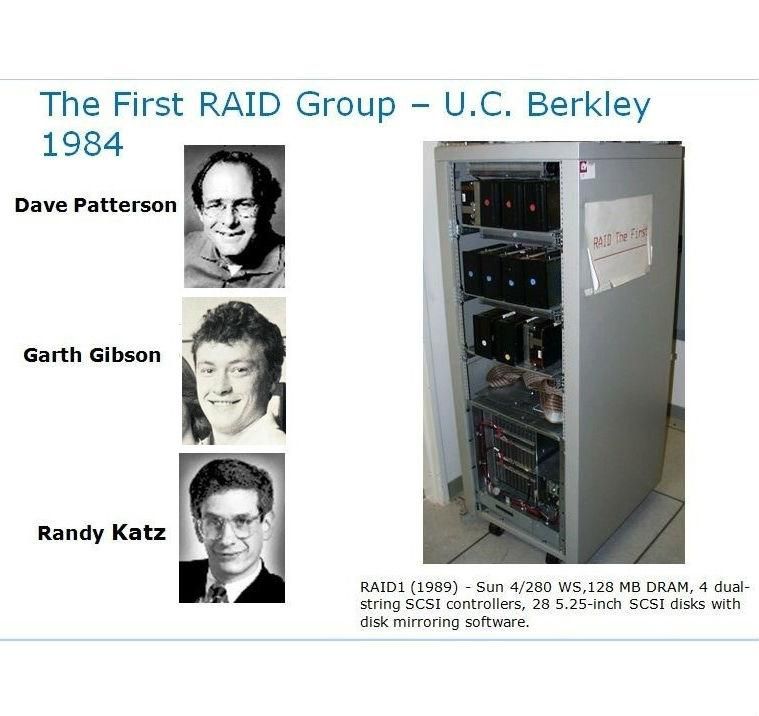 The First RAID Group – U.C. Berkley
1984
Dave Patterson
Garth Gibson
Randy Katz
RAID The First
RAID1 (1989) - Sun 4/280 WS,128 MB DRAM, 4 dual-
string SCSI controllers, 28 5.25-inch SCSI disks with
disk mirroring software.